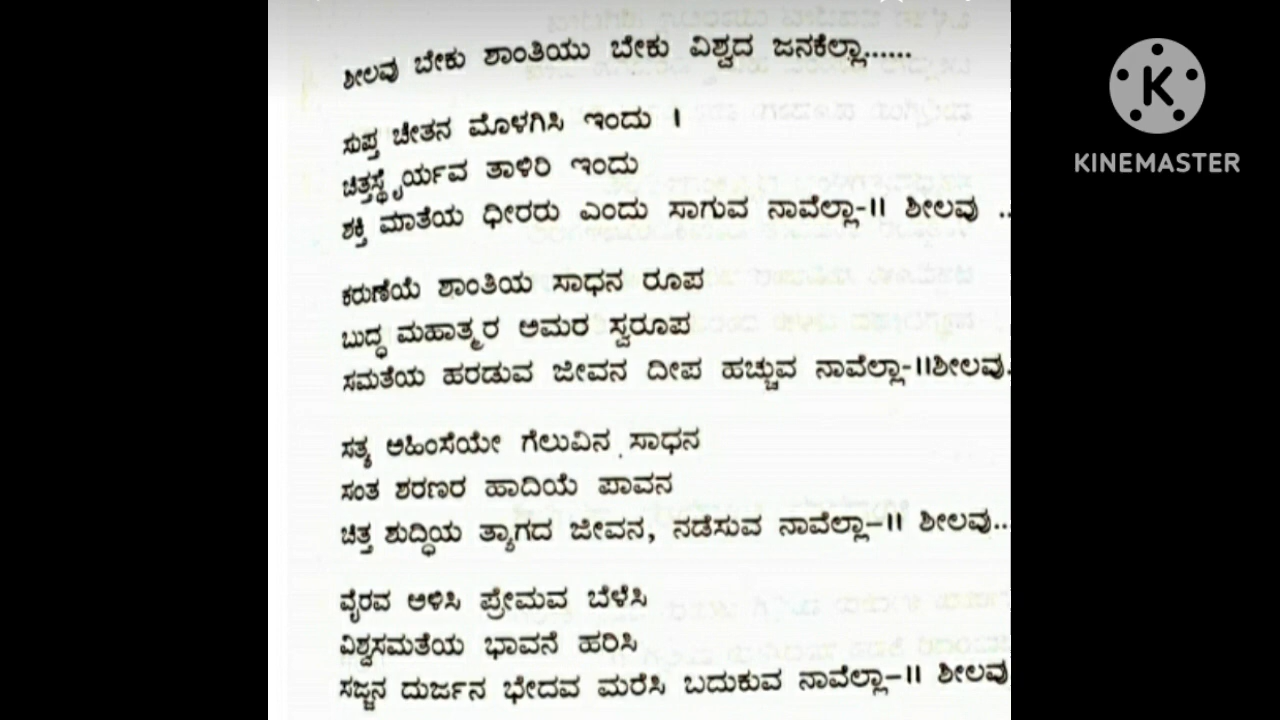 ಶೀಲವು ಬೇಕು ಶಾಂತಿಯು ಬೇಕು ವಿಶ್ವದ ಜನಕೆಲ್ಲಾ......
ಸುಪ್ತ ಚೇತನ ಮೊಳಗಿಸಿ ಇಂದು ।
ಚಿತ್ತಸ್ಥೈರ್ಯವ ತಾಳಿರಿ ಇಂದು
ಶಕ್ತಿ ಮಾತೆಯ ಧೀರರು ಎಂದು ಸಾಗುವ ನಾವೆಲ್ಲಾ-॥ ಶೀಲವು ..
ಕರುಣೆಯೆ ಶಾಂತಿಯ ಸಾಧನ ರೂಪ
ಬುದ್ಧ ಮಹಾತ್ಮರ ಅಮರ ಸ್ವರೂಪ
ಸಮತೆಯ ಹರಡುವ ಜೀವನ ದೀಪ ಹಚ್ಚುವ ನಾವೆಲ್ಲಾ-॥ಶೀಲವು.
ಸತ್ಯ ಅಹಿಂಸೆಯೇ ಗೆಲುವಿನ ಸಾಧನ
ಸಂತ ಶರಣರ ಹಾದಿಯೆ ಪಾವನ
ಚಿತ್ತ ಶುದ್ಧಿಯ ತ್ಯಾಗದ ಜೀವನ, ನಡೆಸುವ ನಾವೆಲ್ಲಾ–॥ ಶೀಲವು..
ವೈರವ ಅಳಿಸಿ ಪ್ರೇಮವ ಬೆಳೆಸಿ
ವಿಶ್ವಸಮತೆಯ ಭಾವನೆ ಹರಿಸಿ
ಸಜ್ಜನ ದುರ್ಜನ ಭೇದವ ಮರೆಸಿ ಬದುಕುವ ನಾವೆಲ್ಲಾ–॥ ಶೀಲವು
KINEMASTER